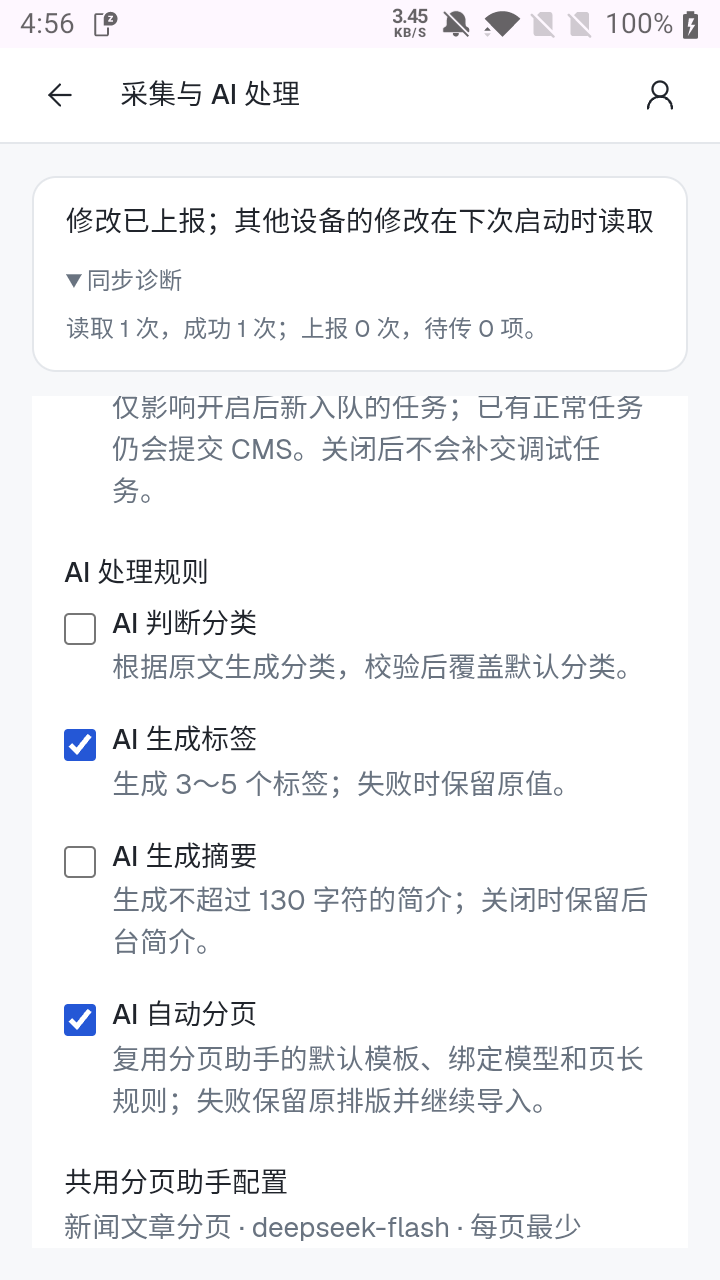 4:56
3.45
KB/S
100%
采集与 AI 处理
修改已上报；其他设备的修改在下次启动时读取
▼同步诊断
读取 1 次，成功 1 次；上报 0 次，待传 0 项。
仅影响开启后新入队的任务；已有正常任务
仍会提交 CMS。关闭后不会补交调试任
务。
AI 处理规则
AI 判断分类
根据原文生成分类，校验后覆盖默认分类。
AI 生成标签
生成 3～5 个标签；失败时保留原值。
AI 生成摘要
生成不超过 130 字符的简介；关闭时保留后
台简介。
AI 自动分页
复用分页助手的默认模板、绑定模型和页长
规则；失败保留原排版并继续导入。
共用分页助手配置
新闻文章分页 · deepseek-flash · 每页最少